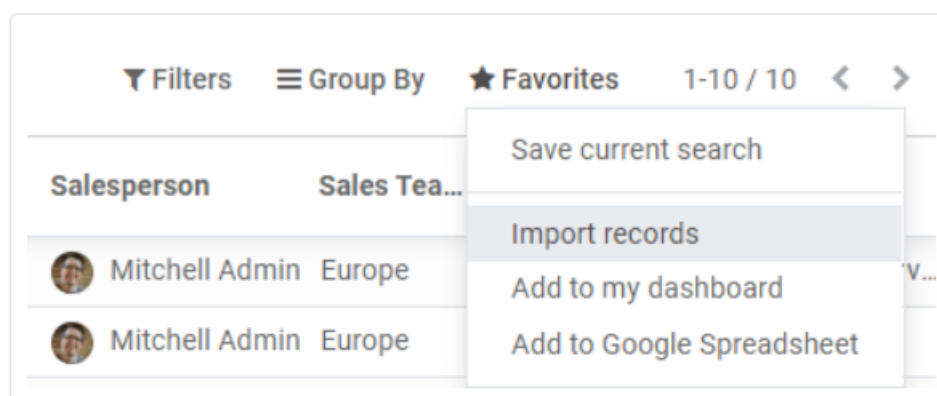 Filters Group By Favorites 1-10 / 10
Save current search
Salesperson Sales Tea...
Import records
Mitchell Admin Europe
Add to my dashboard
Mitchell Admin Europe
Add to Google Spreadsheet